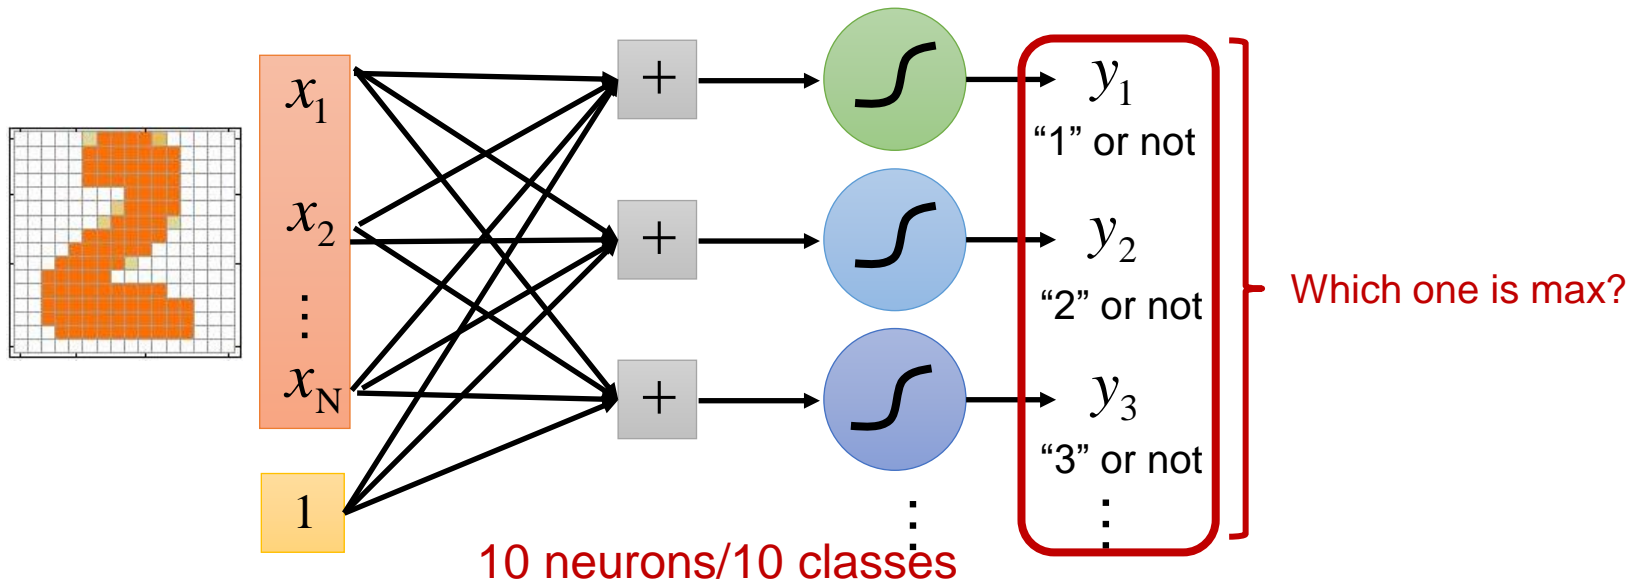 x₁
x₂
⋮
x_N
1
+
+
+
y₁
“1” or not
y₂
“2” or not
y₃
“3” or not
⋮
⋮
Which one is max?
10 neurons/10 classes